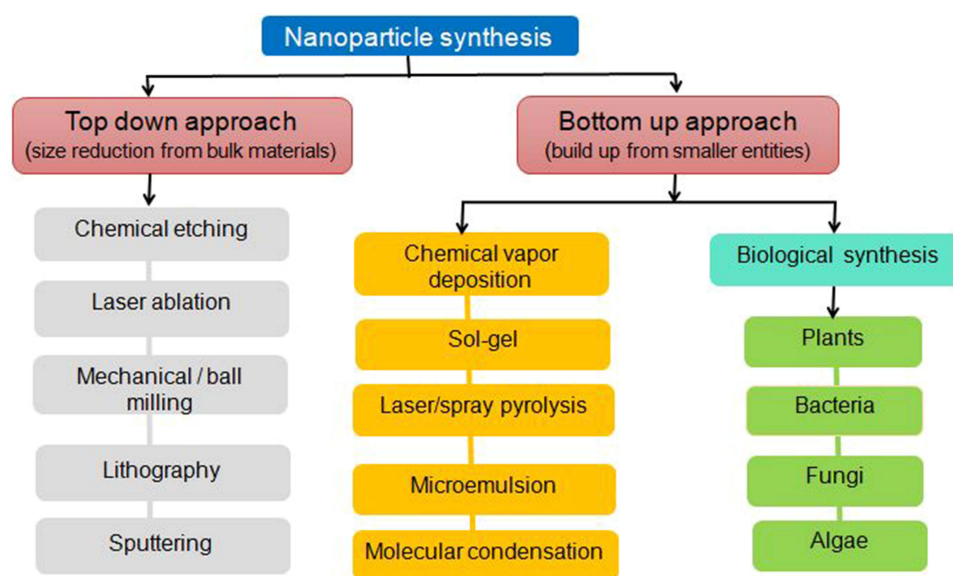 Nanoparticle synthesis
Top down approach
(size reduction from bulk materials)
Bottom up approach
(build up from smaller entities)
Chemical etching
Laser ablation
Mechanical / ball
milling
Lithography
Sputtering
Chemical vapor
deposition
Sol-gel
Laser/spray pyrolysis
Microemulsion
Molecular condensation
Biological synthesis
Plants
Bacteria
Fungi
Algae